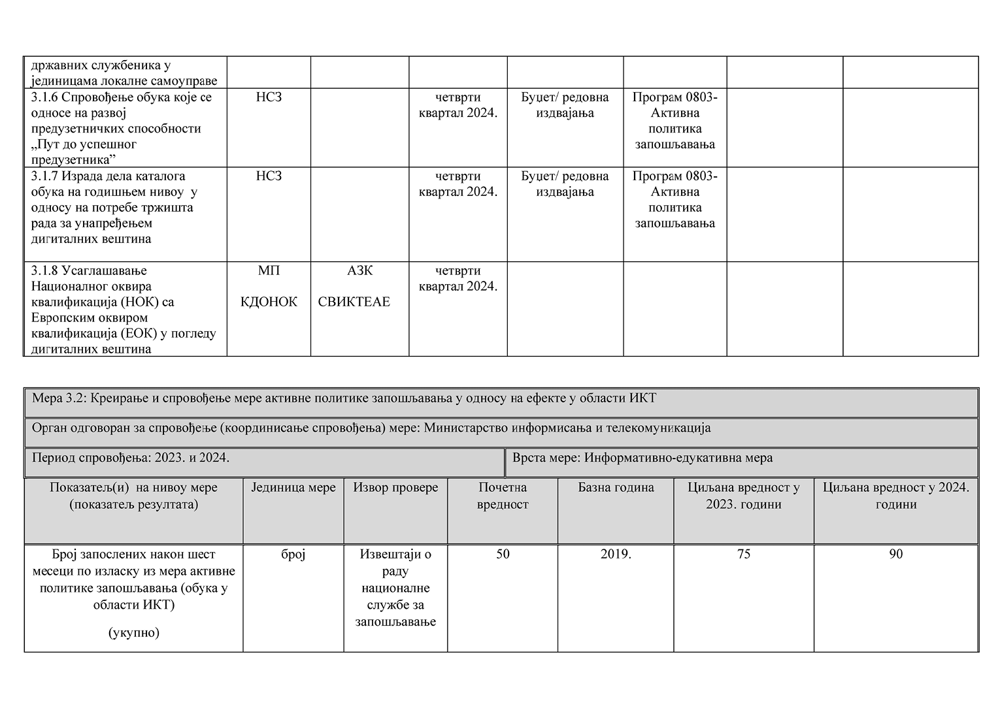 државних службеника у
јединицама локалне самоуправе
3.1.6 Спровођење обука које се
односе на развој
предузетничких способности
„Пут до успешног
предузетника”
НСЗ
четврти
квартал 2024.
Буџет/ редовна
издвајања
Програм 0803-
Активна
политика
запошљавања
3.1.7 Израда дела каталога
обука на годишњем нивоу  у
односу на потребе тржишта
рада за унапређењем
дигиталних вештина
НСЗ
четврти
квартал 2024.
Буџет/ редовна
издвајања
Програм 0803-
Активна
политика
запошљавања
3.1.8 Усаглашавање
Националног оквира
квалификација (НОК) са
Европским оквиром
квалификација (ЕОК) у погледу
дигиталних вештина
МП
КДОНОК
АЗК
СВИКТЕАЕ
четврти
квартал 2024.
Мера 3.2: Креирање и спровођење мере активне политике запошљавања у односу на ефекте у области ИКТ
Орган одговоран за спровођење (координисање спровођења) мере: Министарство информисања и телекомуникација
Период спровођења: 2023. и 2024.
Врста мере: Информативно-едукативна мера
Показатељ(и)  на нивоу мере
(показатељ резултата)
Јединица мере
Извор провере
Почетна
вредност
Базна година
Циљана вредност у
2023. години
Циљана вредност у 2024.
години
Број запослених након шест
месеци по изласку из мера активне
политике запошљавања (обука у
области ИКТ)
(укупно)
број
Извештаји о
раду
националне
службе за
запошљавање
50
2019.
75
90